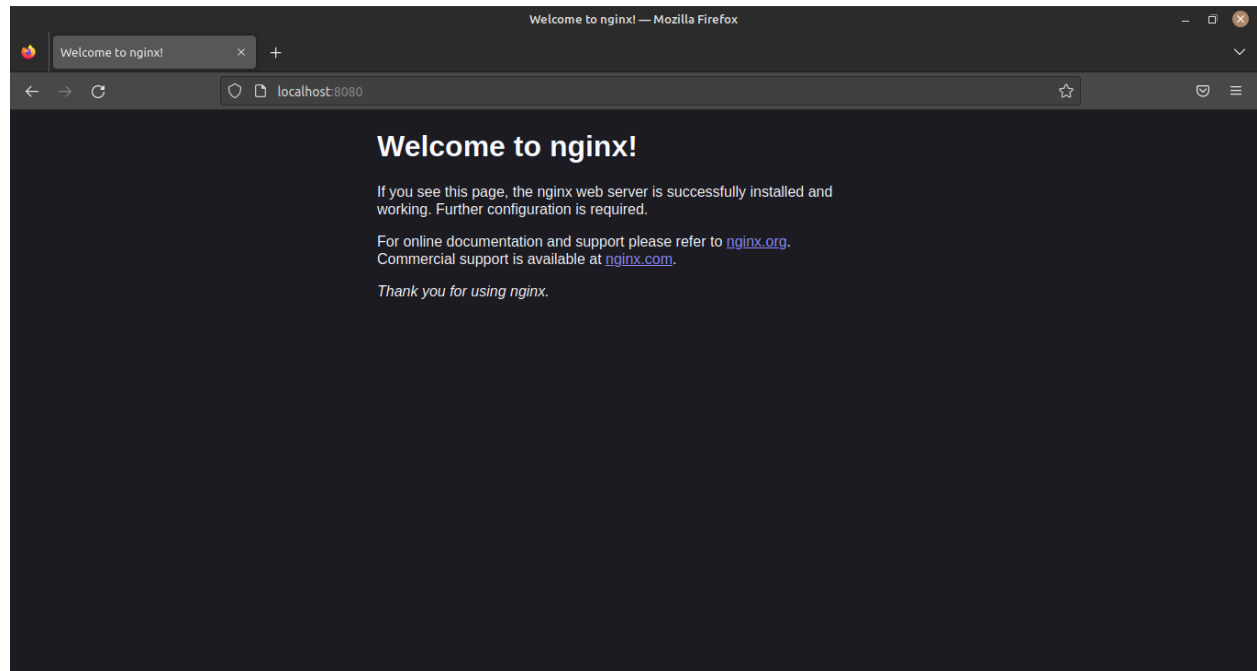 Welcome to nginx! — Mozilla Firefox
Welcome to nginx!
localhost:8080
Welcome to nginx!
If you see this page, the nginx web server is successfully installed and
working. Further configuration is required.
For online documentation and support please refer to nginx.org.
Commercial support is available at nginx.com.
Thank you for using nginx.